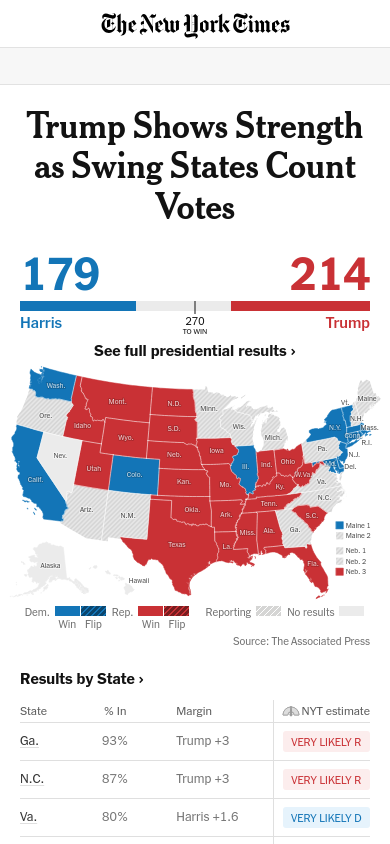 The New York Times
Trump Shows Strength
as Swing States Count
Votes
179
214
Harris
270
TO WIN
Trump
See full presidential results ›
Wash.
Mont.
N.D.
Minn.
Vt.
Maine
Ore.
Idaho
S.D.
Wis.
N.H.
Wyo.
Mich.
N.Y.
Mass.
Conn.
R.I.
Nev.
Neb.
Iowa
Pa.
N.J.
Utah
Colo.
Ill.
Ind.
Ohio
Md.
Del.
Calif.
Kan.
Mo.
W.Va.
Va.
Ky.
Ariz.
N.M.
Okla.
Ark.
Tenn.
N.C.
S.C.
Miss.
Ala.
Ga.
Maine 1
Maine 2
Texas
La.
Neb. 1
Neb. 2
Neb. 3
Alaska
Hawaii
Fla.
Dem.
Win
Flip
Rep.
Win
Flip
Reporting
No results
Source: The Associated Press
Results by State ›
State % In Margin NYT estimate
Ga. 93% Trump +3 VERY LIKELY R
N.C. 87% Trump +3 VERY LIKELY R
Va. 80% Harris +1.6 VERY LIKELY D